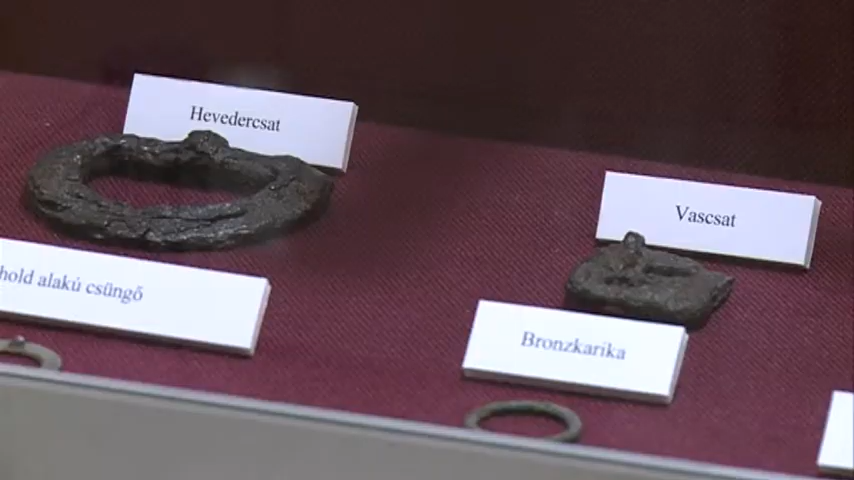 Hevedercsat
Vascsat
hold alakú csüngő
Bronzkarika